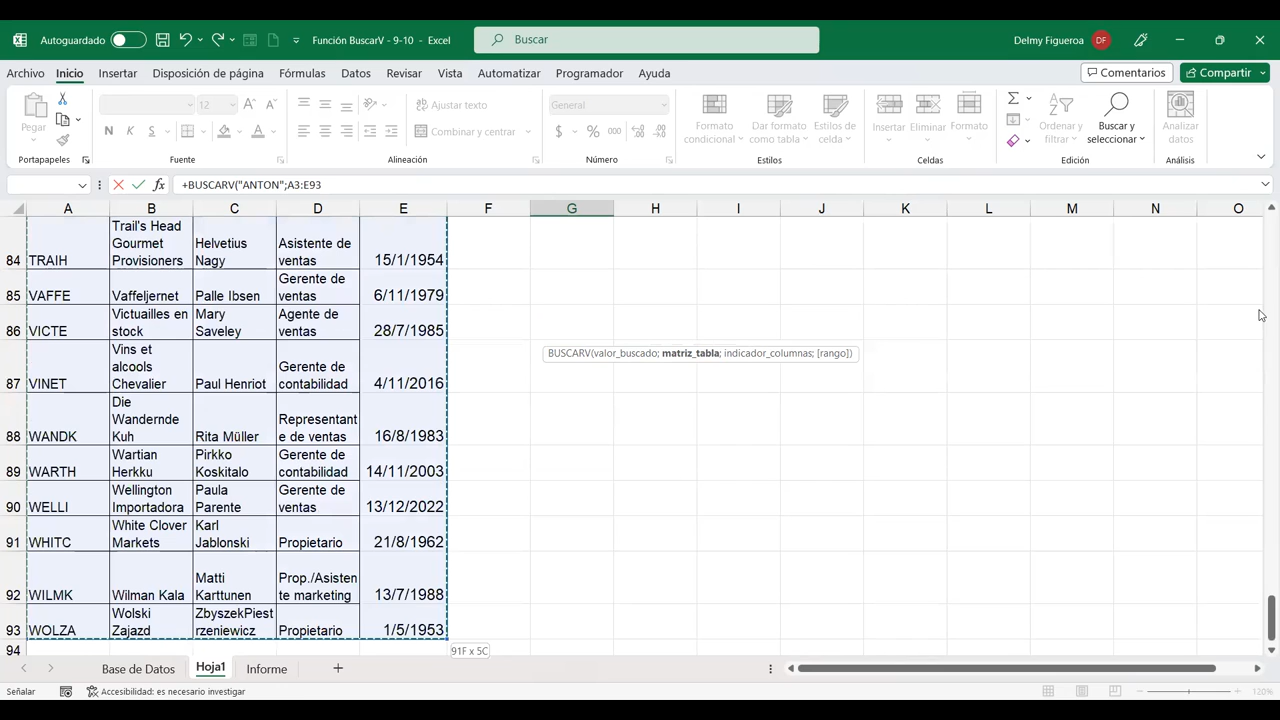 Autoguardado
Función BuscarV - 9-10 - Excel
Buscar
Delmy Figueroa
DF
Archivo Inicio Insertar Disposición de página Fórmulas Datos Revisar Vista Automatizar Programador Ayuda
Comentarios
Compartir
Pegar
12
Ajustar texto
General
N K S
Combinar y centrar
$ % 000
Formato
condicional
Dar formato
como tabla
Estilos de
celda
Insertar
Eliminar
Formato
Ordenar y
filtrar
Buscar y
seleccionar
Analizar
datos
Portapapeles
Fuente
Alineación
Número
Estilos
Celdas
Edición
Análisis
fx
+BUSCARV("ANTON";A3:E93
A B C D E F G H I J K L M N O
84 TRAIH
Trail's Head
Gourmet
Provisioners
Helvetius
Nagy
Asistente de
ventas
15/1/1954
85 VAFFE
Vaffeljernet
Palle Ibsen
Gerente de
ventas
6/11/1979
86 VICTE
Victuailles en
stock
Mary
Saveley
Agente de
ventas
28/7/1985
87 VINET
Vins et
alcools
Chevalier
Paul Henriot
Gerente de
contabilidad
4/11/2016
88 WANDK
Die
Wandernde
Kuh
Rita Müller
Representant
e de ventas
16/8/1983
89 WARTH
Wartian
Herkku
Pirkko
Koskitalo
Gerente de
contabilidad
14/11/2003
90 WELLI
Wellington
Importadora
Paula
Parente
Gerente de
ventas
13/12/2022
91 WHITC
White Clover
Markets
Karl
Jablonski
Propietario
21/8/1962
92 WILMK
Wilman Kala
Matti
Karttunen
Prop./Asisten
te marketing
13/7/1988
93 WOLZA
Wolski
Zajazd
ZbyszekPiest
rzeniewicz
Propietario
1/5/1953
94
BUSCARV(valor_buscado; matriz_tabla; indicador_columnas; [rango])
91F x 5C
Base de Datos
Hoja1
Informe
Señalar
Accesibilidad: es necesario investigar
120%